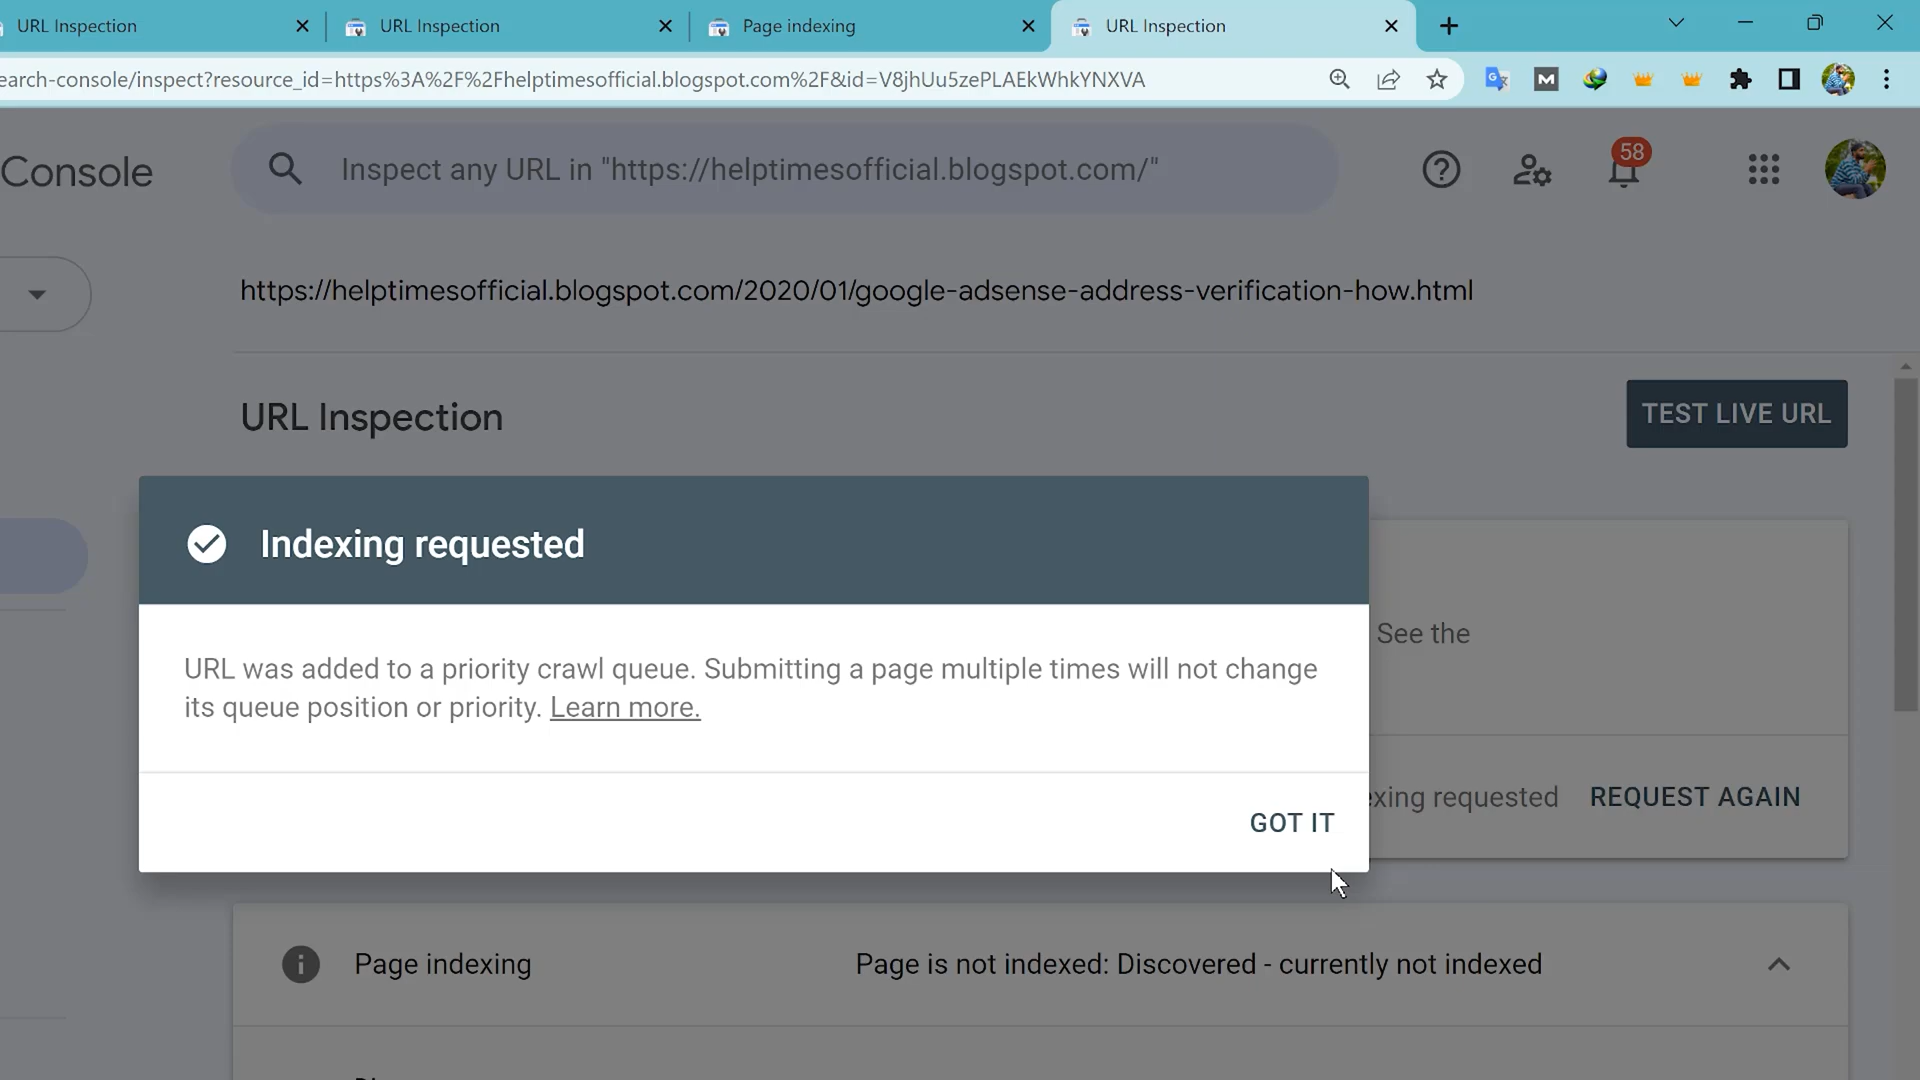 URL Inspection
URL Inspection
Page indexing
URL Inspection
earch-console/inspect?resource_id=https%3A%2F%2Fhelptimesofficial.blogspot.com%2F&id=V8jhUu5zePLAEkWhkYNXVA
Console
Inspect any URL in "https://helptimesofficial.blogspot.com/"
58
https://helptimesofficial.blogspot.com/2020/01/google-adsense-address-verification-how.html
URL Inspection
TEST LIVE URL
Indexing requested
URL was added to a priority crawl queue. Submitting a page multiple times will not change
its queue position or priority. Learn more.
See the
GOT IT
exing requested
REQUEST AGAIN
Page indexing
Page is not indexed: Discovered - currently not indexed